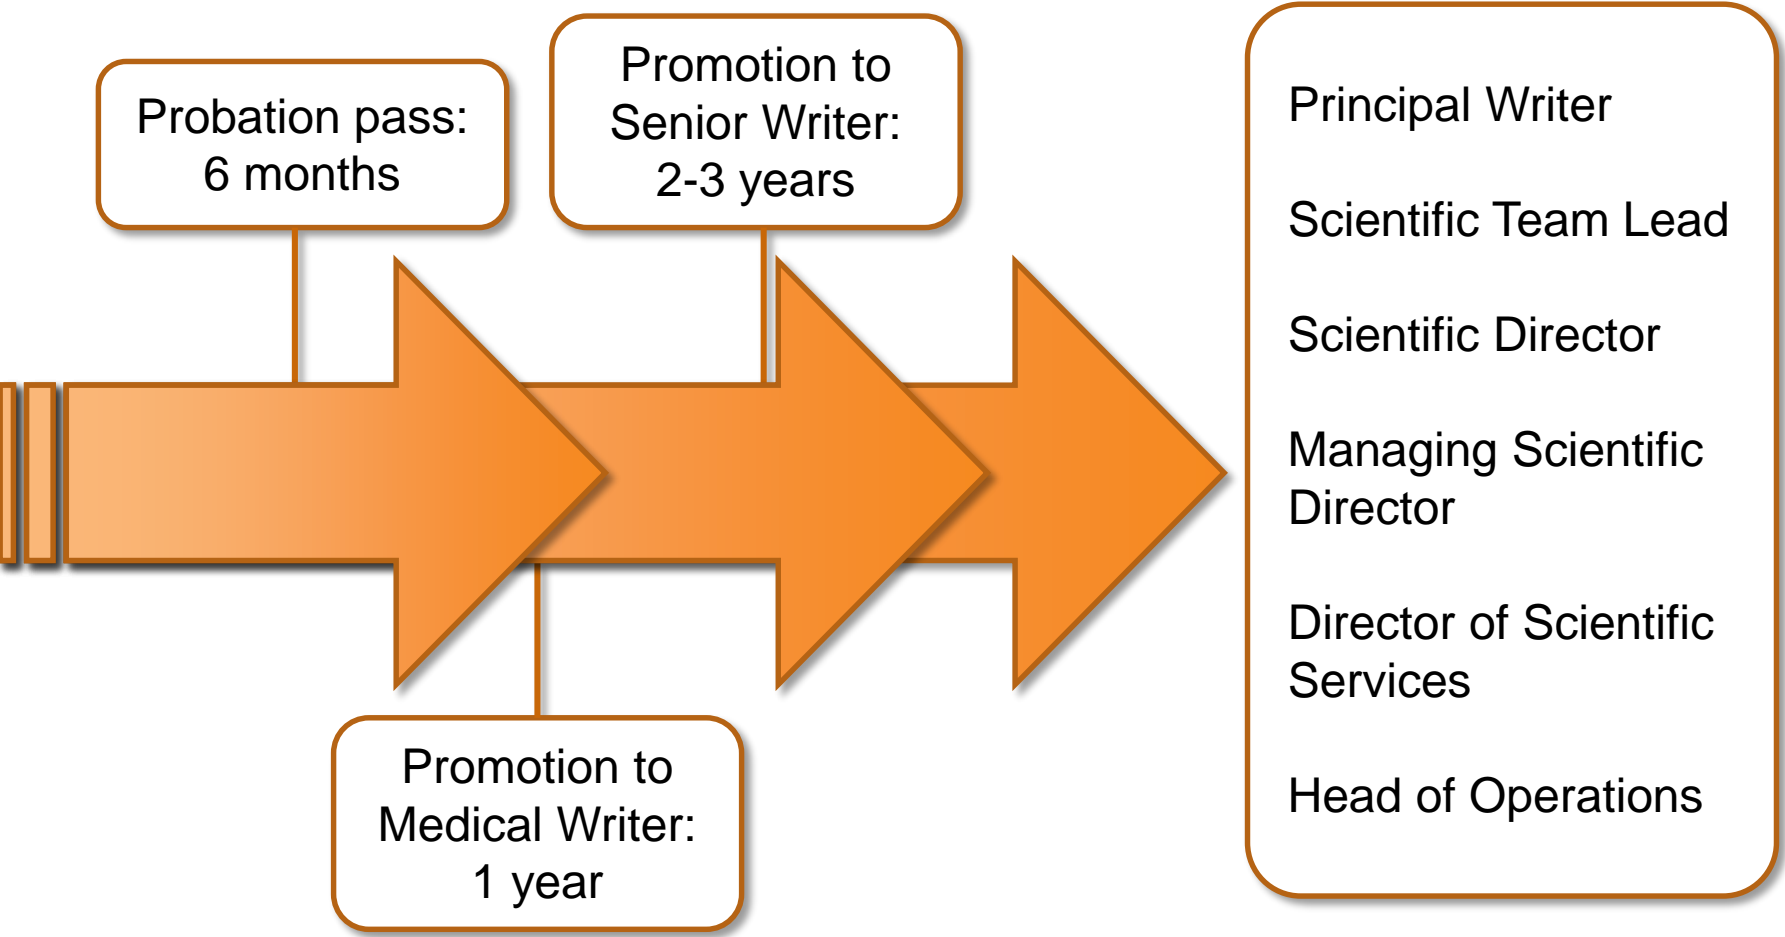 Probation pass:
6 months
Promotion to
Senior Writer:
2-3 years
Promotion to
Medical Writer:
1 year
Principal Writer
Scientific Team Lead
Scientific Director
Managing Scientific
Director
Director of Scientific
Services
Head of Operations